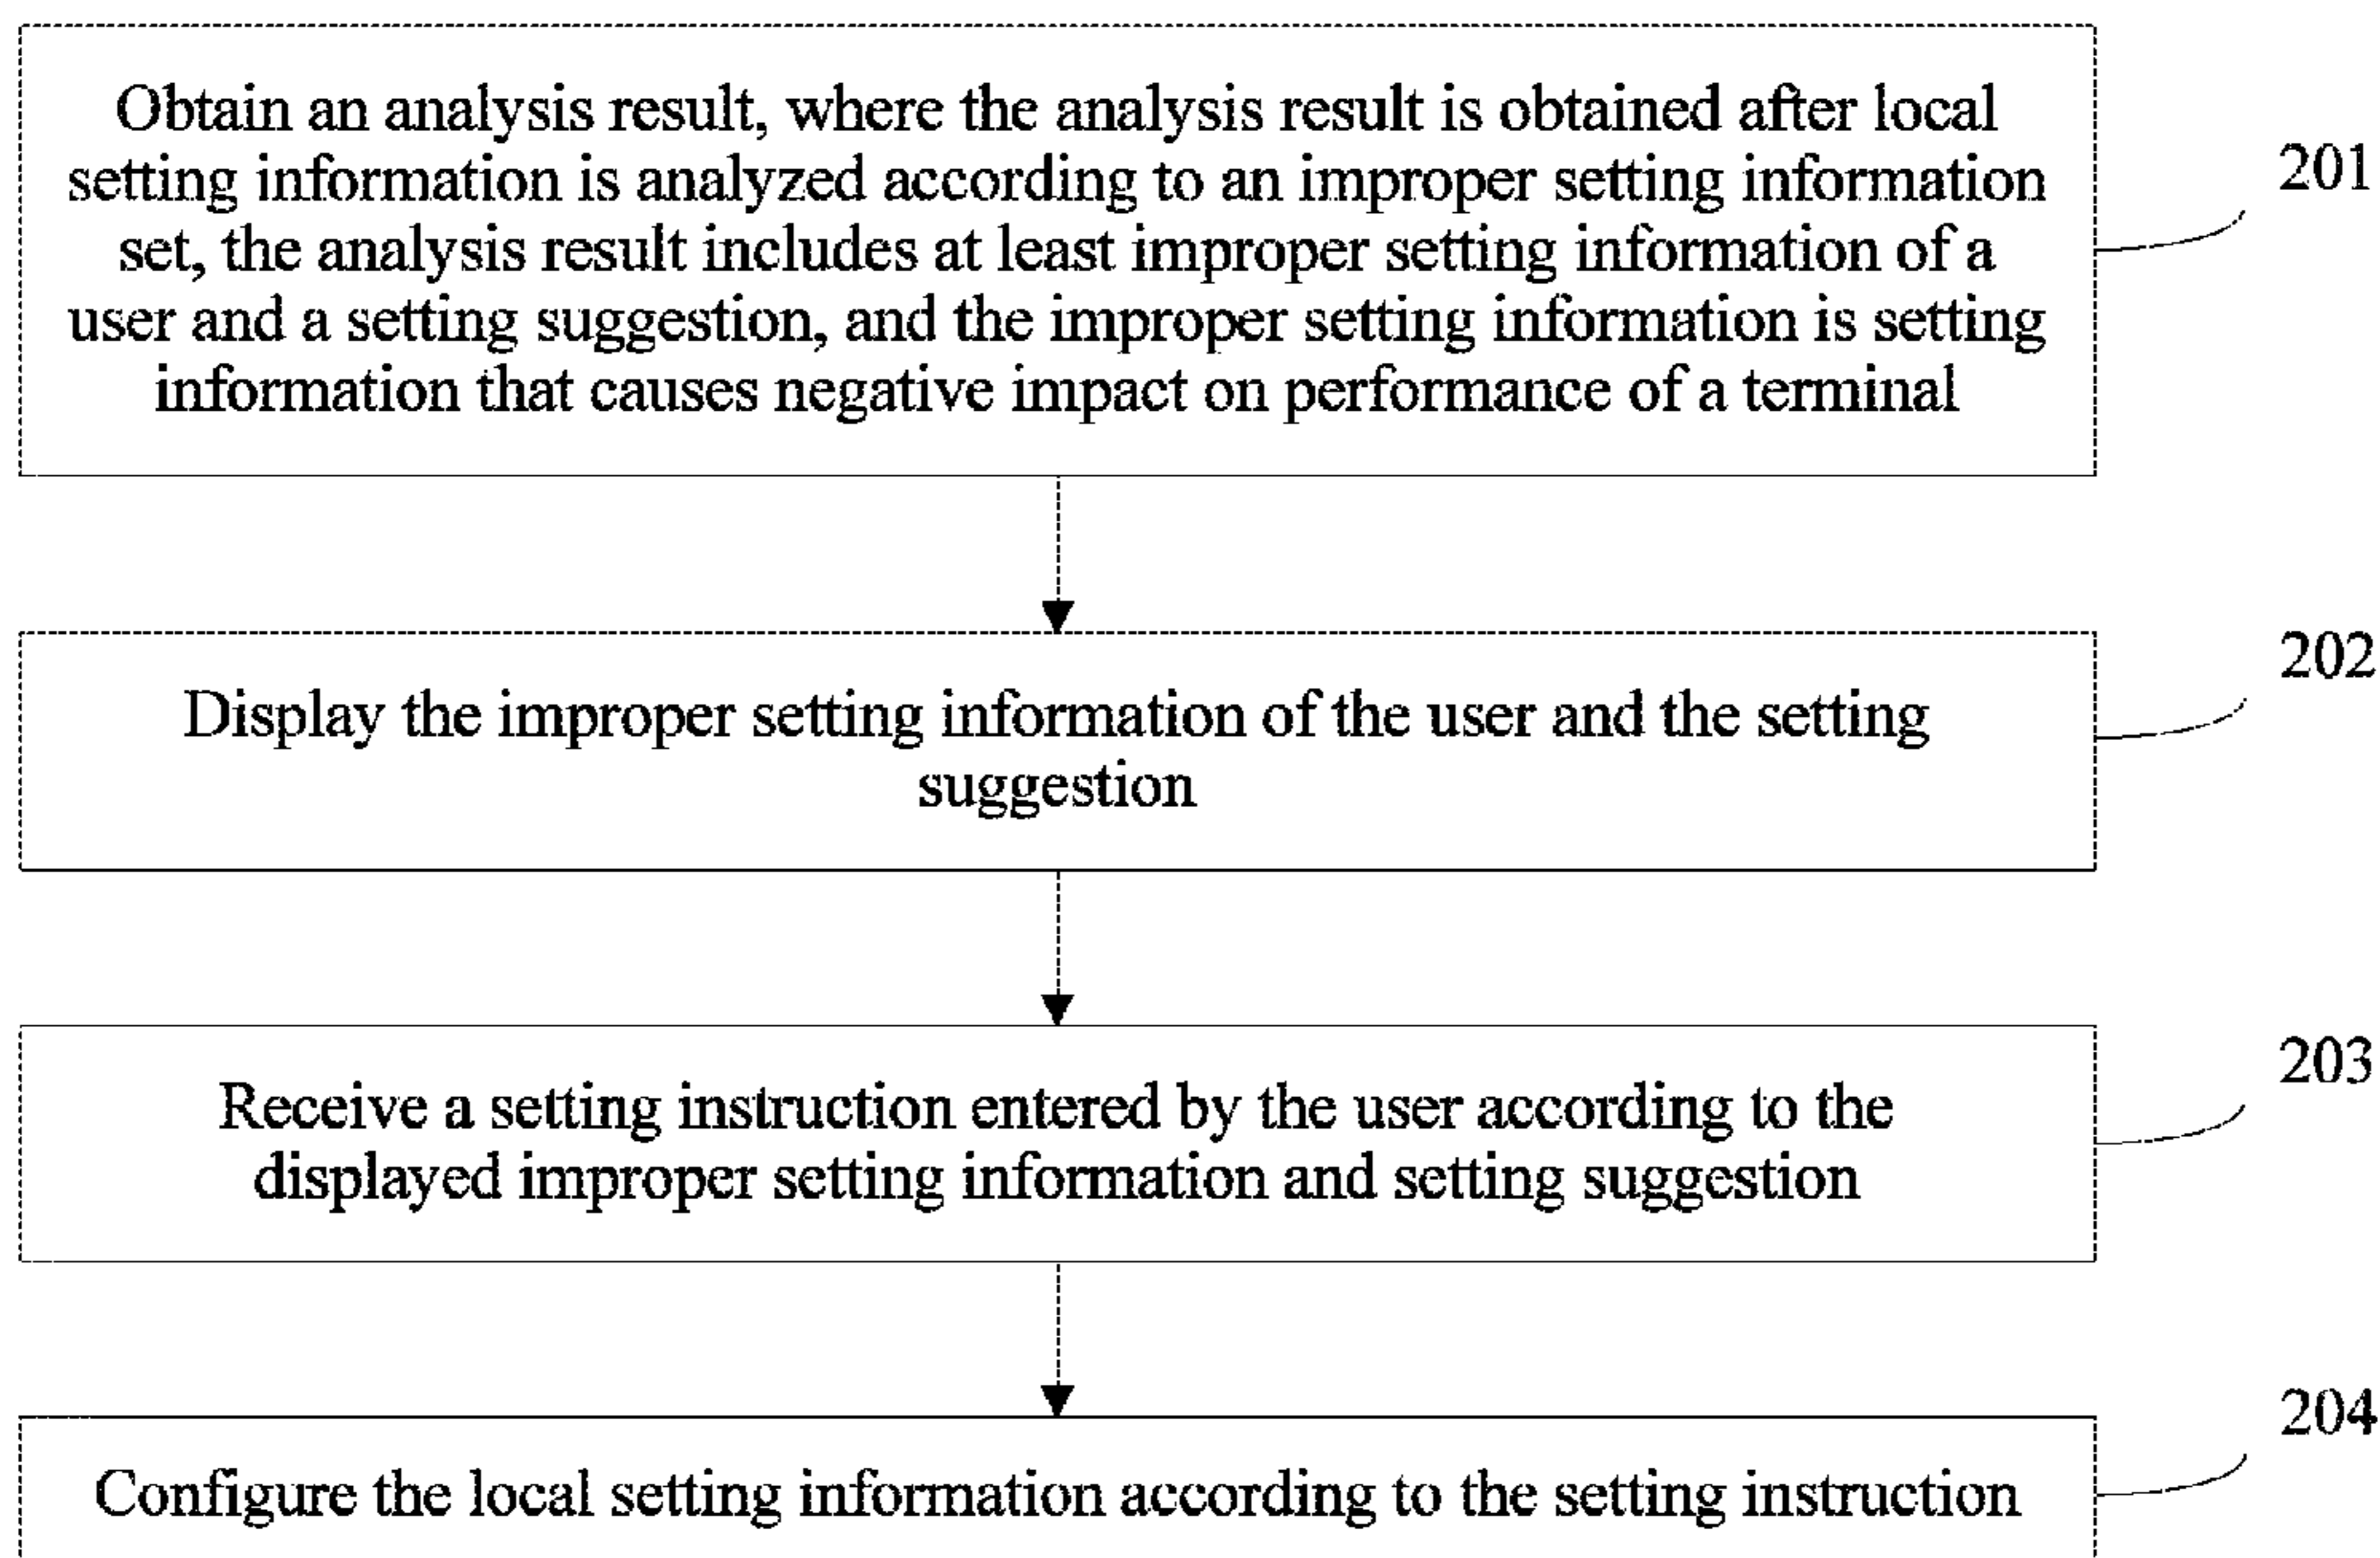 Obtain an analysis result, where the analysis result is obtained after local
setting information is analyzed according to an improper setting information
set, the analysis result includes at least improper setting information of a
user and a setting suggestion, and the improper setting information is setting
information that causes negative impact on performance of a terminal
201
Display the improper setting information of the user and the setting
suggestion
202
Receive a setting instruction entered by the user according to the
displayed improper setting information and setting suggestion
203
Configure the local setting information according to the setting instruction
204